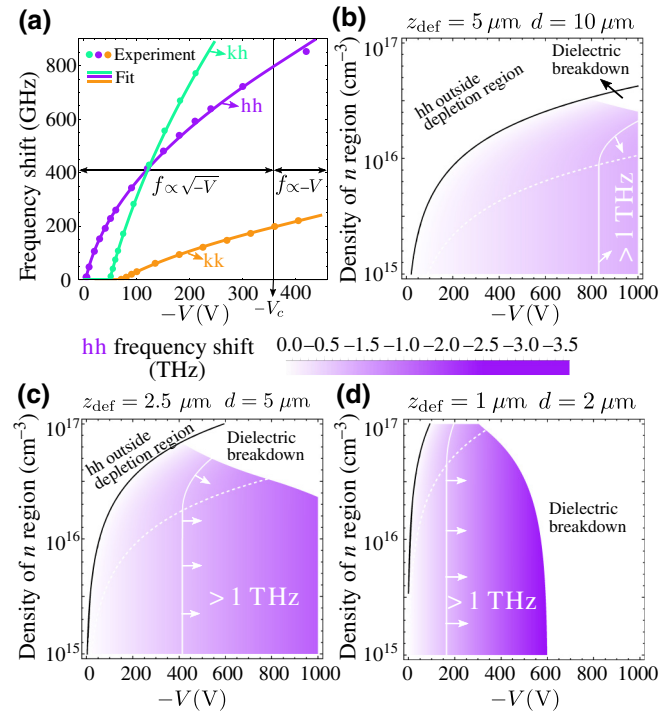 (a)
Experiment
Fit
kh
hh
kk
f ∝ √−V
f ∝ −V
800
600
400
200
0
Frequency shift (GHz)
0 100 200 300 400
−V (V)
−Vc
(b)
z_def = 5 μm d = 10 μm
Dielectric
breakdown
hh outside
depletion region
> 1 THz
10¹⁷
10¹⁶
10¹⁵
Density of n region (cm⁻³)
0 200 400 600 800 1000
−V (V)
hh frequency shift
(THz)
0.0 −0.5 −1.0 −1.5 −2.0 −2.5 −3.0 −3.5
(c)
z_def = 2.5 μm d = 5 μm
hh outside
depletion region
Dielectric
breakdown
> 1 THz
10¹⁷
10¹⁶
10¹⁵
Density of n region (cm⁻³)
0 200 400 600 800 1000
−V (V)
(d)
z_def = 1 μm d = 2 μm
Dielectric
breakdown
> 1 THz
10¹⁷
10¹⁶
10¹⁵
Density of n region (cm⁻³)
0 200 400 600 800 1000
−V (V)